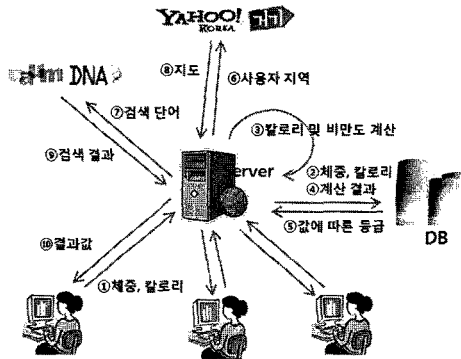 YAHOO!
KOREA
거기
⑧지도
⑥사용자 지역
DNA
⑦검색 단어
③칼로리 및 비만도 계산
⑨검색 결과
erver
②체중, 칼로리
④계산 결과
⑤값에 따른 등급
DB
⑩결과값
①체중, 칼로리